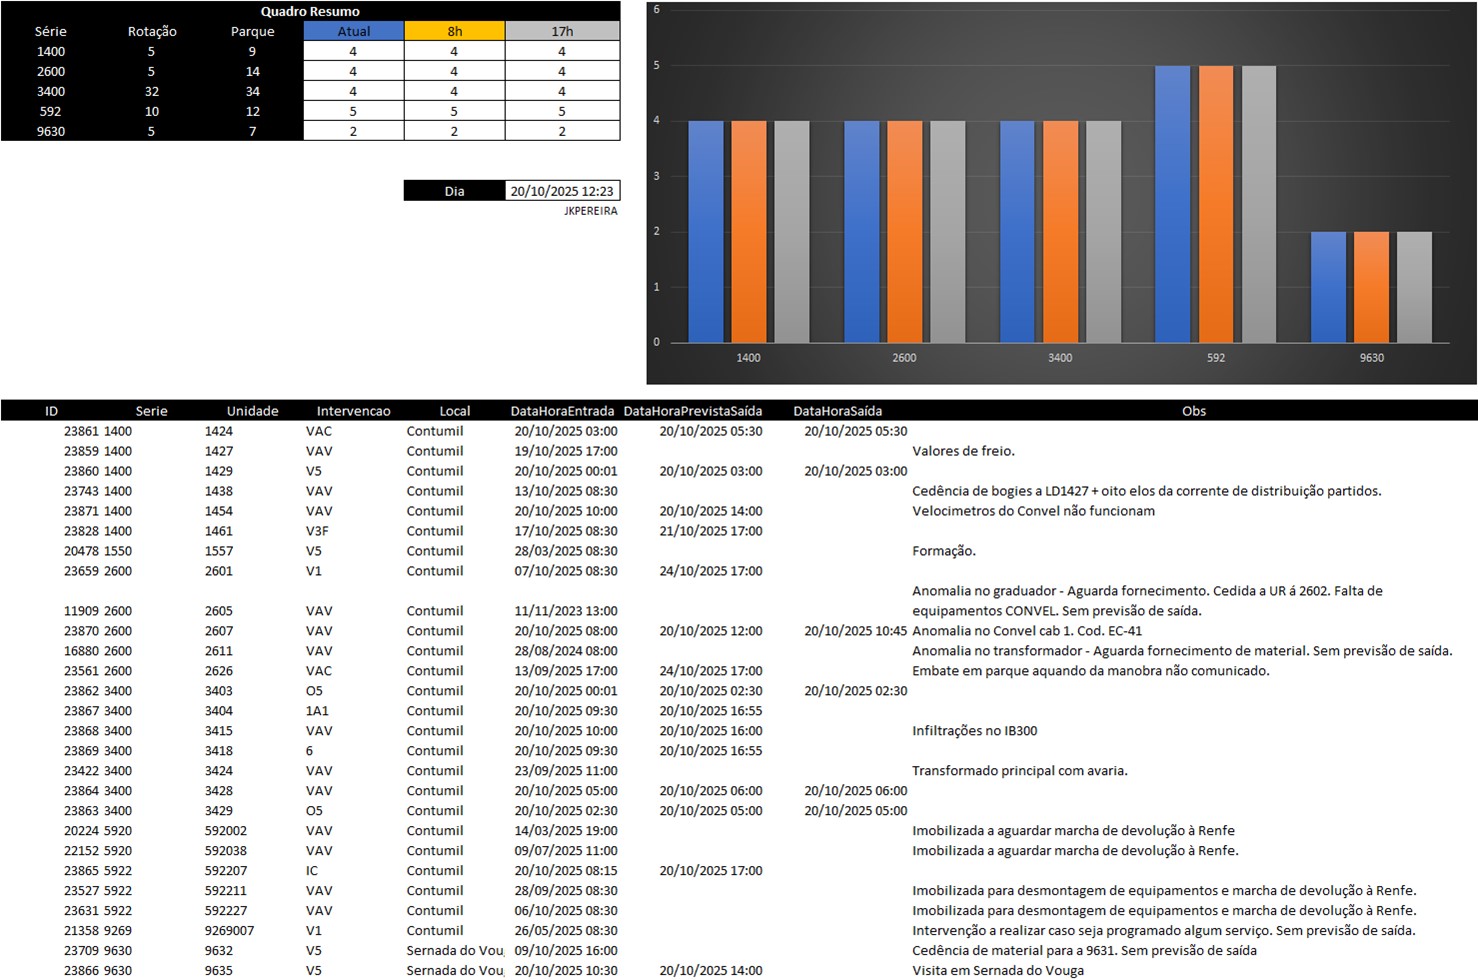 Quadro Resumo
Série Rotação Parque Atual 8h 17h
1400 5 9 4 4 4
2600 5 14 4 4 4
3400 32 34 4 4 4
592 10 12 5 5 5
9630 5 7 2 2 2
Dia 20/10/2025 12:23
JKPEREIRA
6
5
4
3
2
1
0
1400 2600 3400 592 9630
ID Serie Unidade Intervencao Local DataHoraEntrada DataHoraPrevistaSaída DataHoraSaída Obs
23861 1400 1424 VAC Contumil 20/10/2025 03:00 20/10/2025 05:30 20/10/2025 05:30
23859 1400 1427 VAV Contumil 19/10/2025 17:00 Valores de freio.
23860 1400 1429 V5 Contumil 20/10/2025 00:01 20/10/2025 03:00 20/10/2025 03:00
23743 1400 1438 VAV Contumil 13/10/2025 08:30 Cedência de bogies a LD1427 + oito elos da corrente de distribuição partidos.
23871 1400 1454 VAV Contumil 20/10/2025 10:00 20/10/2025 14:00 Velocimetros do Convel não funcionam
23828 1400 1461 V3F Contumil 17/10/2025 08:30 21/10/2025 17:00
20478 1550 1557 V5 Contumil 28/03/2025 08:30 Formação.
23659 2600 2601 V1 Contumil 07/10/2025 08:30 24/10/2025 17:00
Anomalia no graduador - Aguarda fornecimento. Cedida a UR á 2602. Falta de
11909 2600 2605 VAV Contumil 11/11/2023 13:00 equipamentos CONVEL. Sem previsão de saída.
23870 2600 2607 VAV Contumil 20/10/2025 08:00 20/10/2025 12:00 20/10/2025 10:45 Anomalia no Convel cab 1. Cod. EC-41
16880 2600 2611 VAV Contumil 28/08/2024 08:00 Anomalia no transformador - Aguarda fornecimento de material. Sem previsão de saída.
23561 2600 2626 VAC Contumil 13/09/2025 17:00 24/10/2025 17:00 Embate em parque aquando da manobra não comunicado.
23862 3400 3403 O5 Contumil 20/10/2025 00:01 20/10/2025 02:30 20/10/2025 02:30
23867 3400 3404 1A1 Contumil 20/10/2025 09:30 20/10/2025 16:55
23868 3400 3415 VAV Contumil 20/10/2025 10:00 20/10/2025 16:00 Infiltrações no IB300
23869 3400 3418 6 Contumil 20/10/2025 09:30 20/10/2025 16:55
23422 3400 3424 VAV Contumil 23/09/2025 11:00 Transformado principal com avaria.
23864 3400 3428 VAV Contumil 20/10/2025 05:00 20/10/2025 06:00 20/10/2025 06:00
23863 3400 3429 O5 Contumil 20/10/2025 02:30 20/10/2025 05:00 20/10/2025 05:00
20224 5920 592002 VAV Contumil 14/03/2025 19:00 Imobilizada a aguardar marcha de devolução à Renfe
22152 5920 592038 VAV Contumil 09/07/2025 11:00 Imobilizada a aguardar marcha de devolução à Renfe.
23865 5922 592207 IC Contumil 20/10/2025 08:15 20/10/2025 17:00
23527 5922 592211 VAV Contumil 28/09/2025 08:30 Imobilizada para desmontagem de equipamentos e marcha de devolução à Renfe.
23631 5922 592227 VAV Contumil 06/10/2025 08:30 Imobilizada para desmontagem de equipamentos e marcha de devolução à Renfe.
21358 9269 9269007 V1 Contumil 26/05/2025 08:30 Intervenção a realizar caso seja programado algum serviço. Sem previsão de saída.
23709 9630 9632 V5 Sernada do Vou 09/10/2025 16:00 Cedência de material para a 9631. Sem previsão de saída
23866 9630 9635 V5 Sernada do Vou 20/10/2025 10:30 20/10/2025 14:00 Visita em Sernada do Vouga